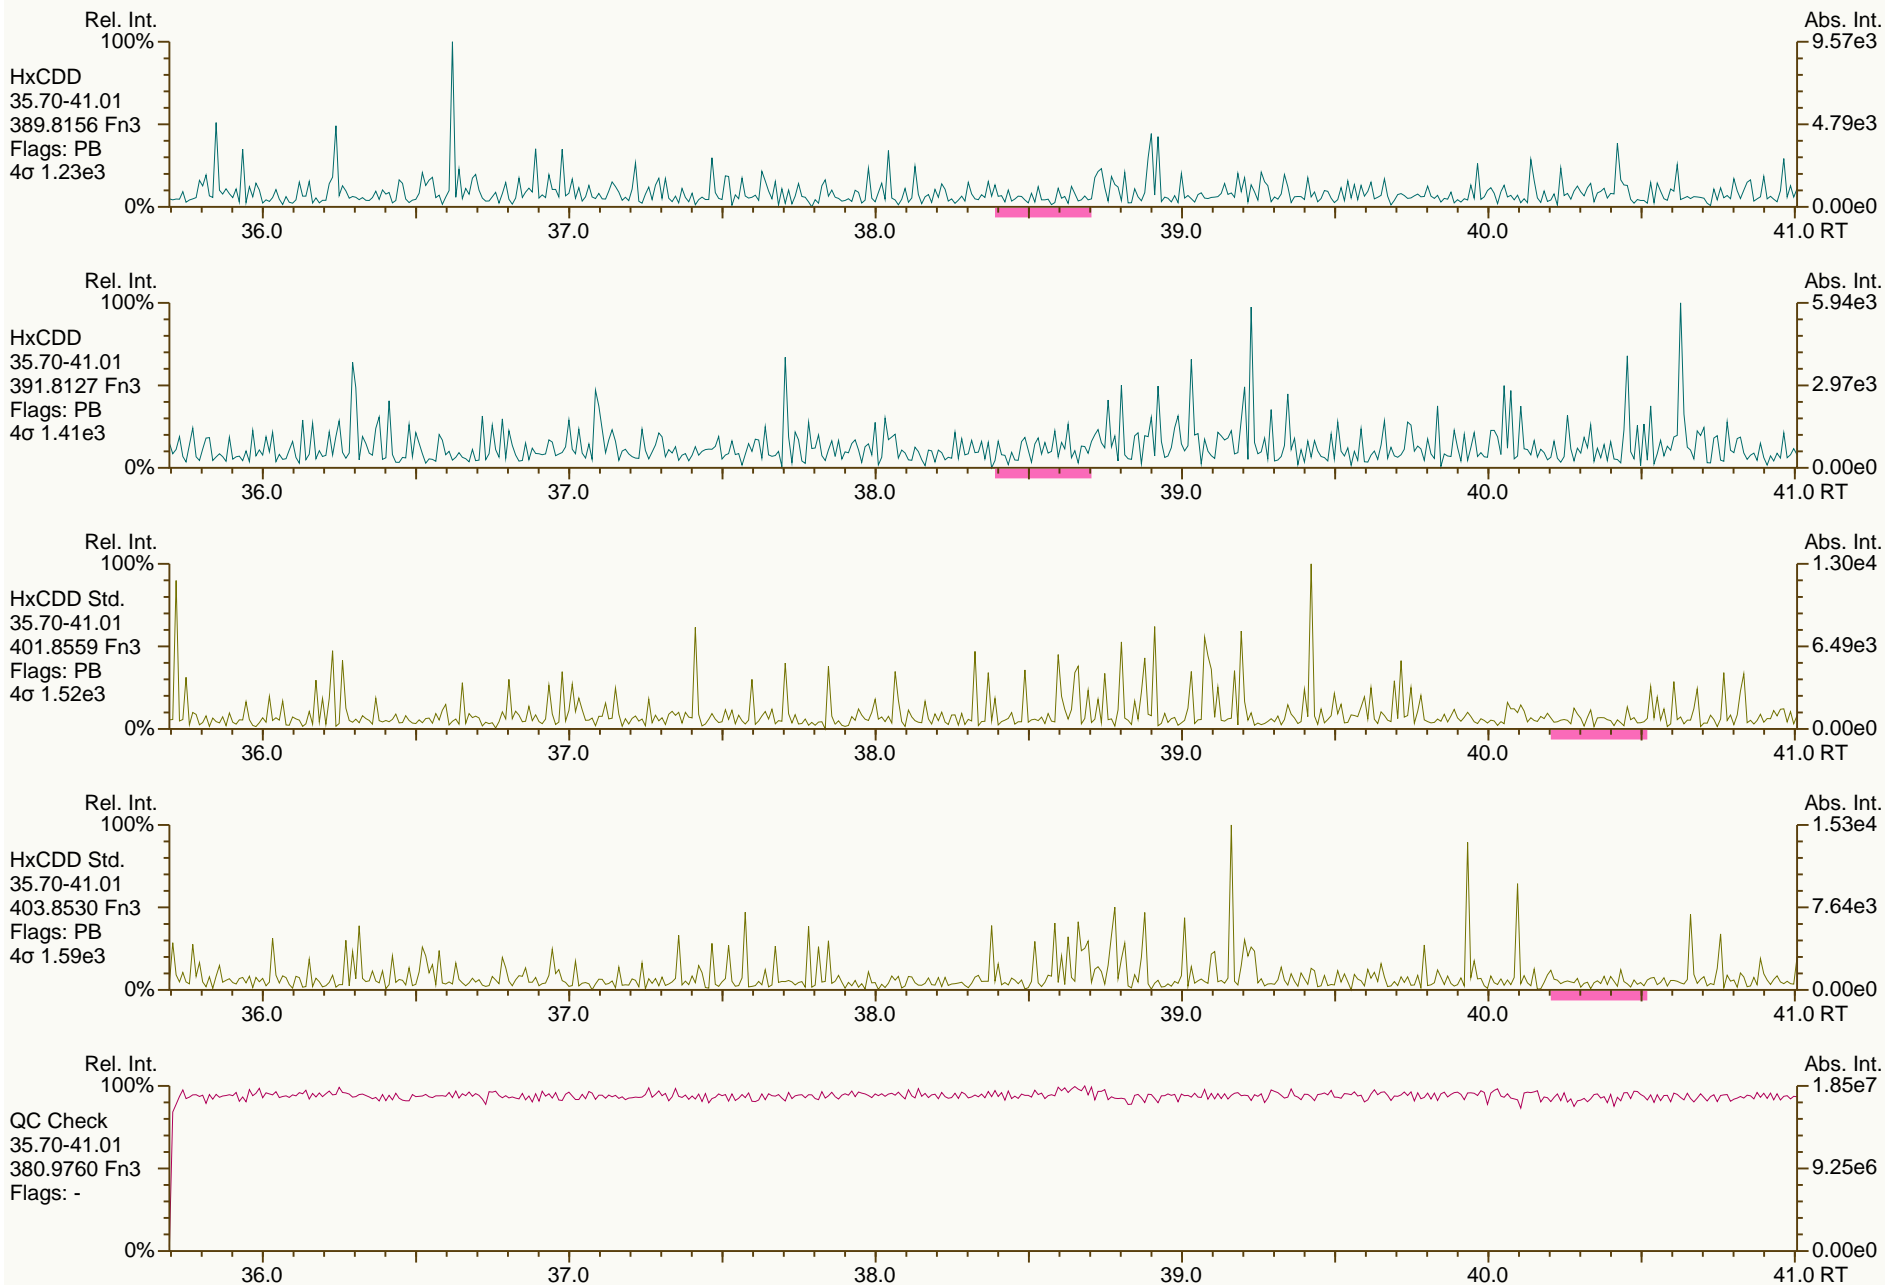 Rel. Int. Abs. Int.
100% 9.57e3
HxCDD
35.70-41.01
389.8156 Fn3 4.79e3
Flags: PB
4σ 1.23e3
0% 0.00e0
36.0 37.0 38.0 39.0 40.0 41.0 RT
Rel. Int. Abs. Int.
100% 5.94e3
HxCDD
35.70-41.01
391.8127 Fn3 2.97e3
Flags: PB
4σ 1.41e3
0% 0.00e0
36.0 37.0 38.0 39.0 40.0 41.0 RT
Rel. Int. Abs. Int.
100% 1.30e4
HxCDD Std.
35.70-41.01
401.8559 Fn3 6.49e3
Flags: PB
4σ 1.52e3
0% 0.00e0
36.0 37.0 38.0 39.0 40.0 41.0 RT
Rel. Int. Abs. Int.
100% 1.53e4
HxCDD Std.
35.70-41.01
403.8530 Fn3 7.64e3
Flags: PB
4σ 1.59e3
0% 0.00e0
36.0 37.0 38.0 39.0 40.0 41.0 RT
Rel. Int. Abs. Int.
100% 1.85e7
QC Check
35.70-41.01
380.9760 Fn3 9.25e6
Flags: -
0% 0.00e0
36.0 37.0 38.0 39.0 40.0 41.0 RT